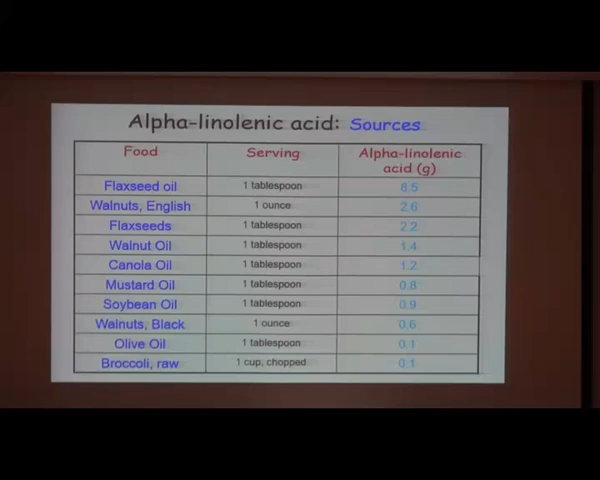 Alpha-linolenic acid: Sources
Food Serving Alpha-linolenic
acid (g)
Flaxseed oil 1 tablespoon 8.5
Walnuts, English 1 ounce 2.6
Flaxseeds 1 tablespoon 2.2
Walnut Oil 1 tablespoon 1.4
Canola Oil 1 tablespoon 1.2
Mustard Oil 1 tablespoon 0.8
Soybean Oil 1 tablespoon 0.9
Walnuts, Black 1 ounce 0.6
Olive Oil 1 tablespoon 0.1
Broccoli, raw 1 cup, chopped 0.1